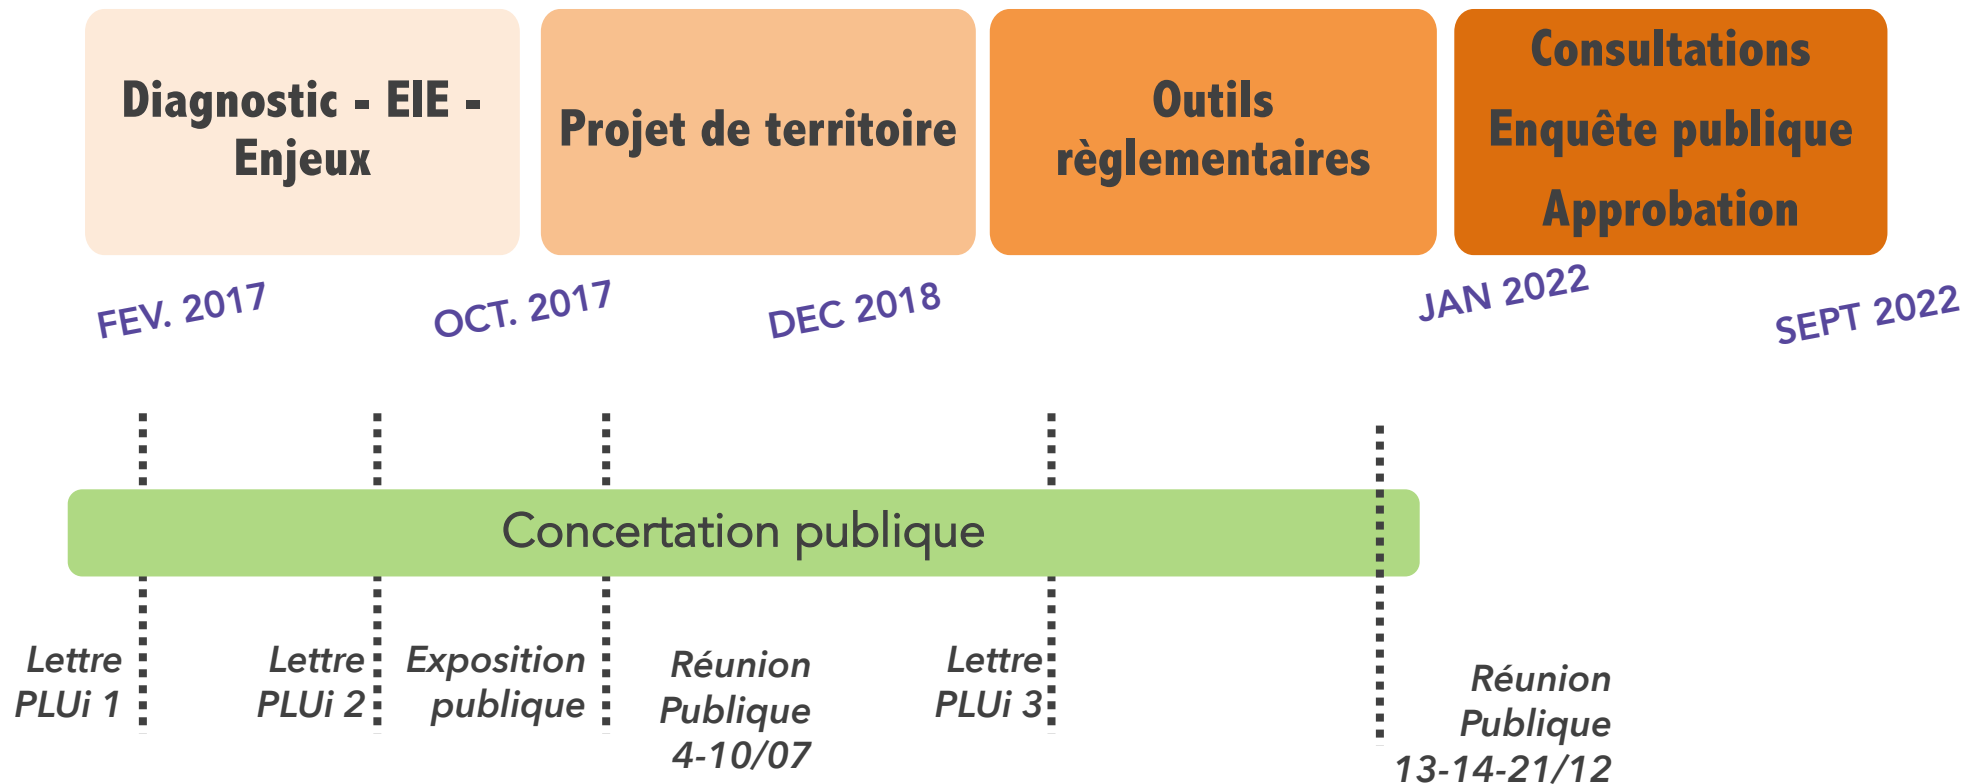 Diagnostic - EIE -
Enjeux
Projet de territoire
Outils
règlementaires
Consultations
Enquête publique
Approbation
FEV. 2017
OCT. 2017
DEC 2018
JAN 2022
SEPT 2022
Concertation publique
Lettre
PLUi 1
Lettre
PLUi 2
Exposition
publique
Réunion
Publique
4-10/07
Lettre
PLUi 3
Réunion
Publique
13-14-21/12